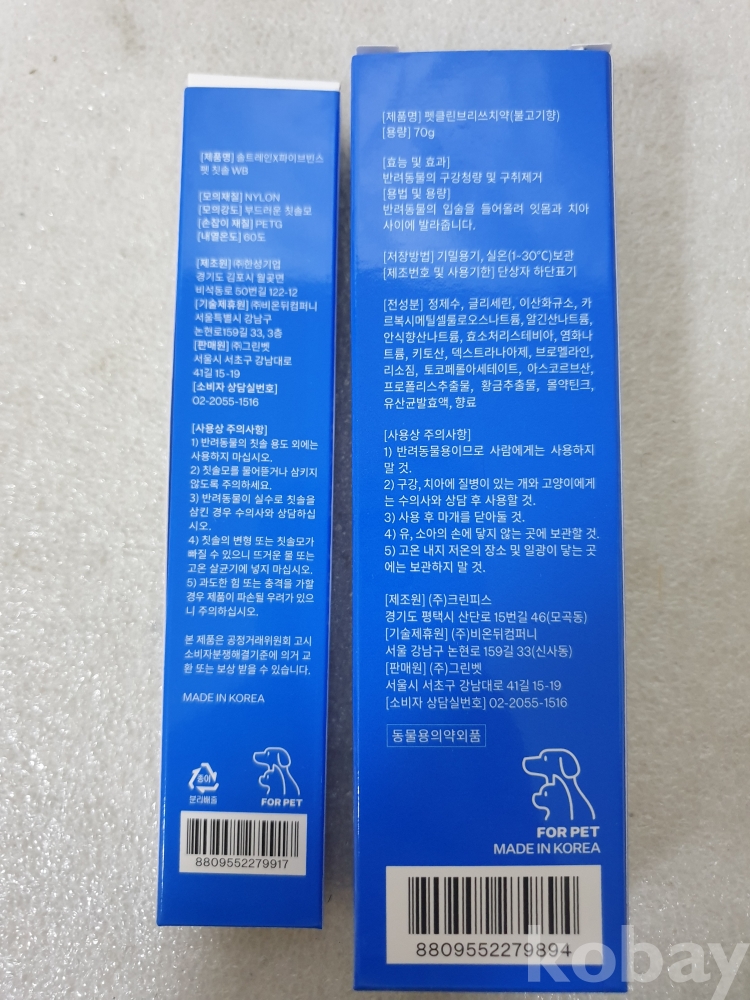 [제품명] 솔트레인X파이브빈스
펫 칫솔 WB
[모의재질] NYLON
[모의강도] 부드러운 칫솔모
[손잡이 재질] PETG
[내열온도] 60도
[제조원] ㈜한성기업
경기도 김포시 월곶면
비석동로 50번길 122-12
[기술제휴원] ㈜비온뒤컴퍼니
서울특별시 강남구
논현로159길 33, 3층
[판매원] ㈜그린벳
서울시 서초구 강남대로
41길 15-19
[소비자 상담실번호]
02-2055-1516
[사용상 주의사항]
1) 반려동물의 칫솔 용도 외에는
사용하지 마십시오.
2) 칫솔모를 물어뜯거나 삼키지
않도록 주의하세요.
3) 반려동물이 실수로 칫솔을
삼킨 경우 수의사와 상담하십
시오.
4) 칫솔의 변형 또는 칫솔모가
빠질 수 있으니 뜨거운 물 또는
고온 살균기에 넣지 마십시오.
5) 과도한 힘 또는 충격을 가할
경우 제품이 파손될 우려가 있으
니 주의하십시오.
본 제품은 공정거래위원회 고시
소비자분쟁해결기준에 의거 교
환 또는 보상 받을 수 있습니다.
MADE IN KOREA
종이
분리배출
FOR PET
8809552279917
[제품명] 펫클린브리쓰치약(불고기향)
[용량] 70g
[효능 및 효과]
반려동물의 구강청량 및 구취제거
[용법 및 용량]
반려동물의 입술을 들어올려 잇몸과 치아
사이에 발라줍니다.
[저장방법] 기밀용기, 실온(1-30℃)보관
[제조번호 및 사용기한] 단상자 하단표기
[전성분] 정제수, 글리세린, 이산화규소, 카
르복시메틸셀룰로오스나트륨, 알긴산나트륨,
안식향산나트륨, 효소처리스테비아, 염화나
트륨, 키토산, 덱스트라나아제, 브로멜라인,
리소짐, 토코페롤아세테이트, 아스코르브산,
프로폴리스추출물, 황금추출물, 몰약틴크,
유산균발효액, 향료
[사용상 주의사항]
1) 반려동물용이므로 사람에게는 사용하지
말 것.
2) 구강, 치아에 질병이 있는 개와 고양이에게
는 수의사와 상담 후 사용할 것.
3) 사용 후 마개를 닫아둘 것.
4) 유, 소아의 손에 닿지 않는 곳에 보관할 것.
5) 고온 내지 저온의 장소 및 일광이 닿는 곳
에는 보관하지 말 것.
[제조원] (주)크린피스
경기도 평택시 산단로 15번길 46(모곡동)
[기술제휴원] (주)비온뒤컴퍼니
서울 강남구 논현로 159길 33(신사동)
[판매원] (주)그린벳
서울시 서초구 강남대로 41길 15-19
[소비자 상담실번호] 02-2055-1516
동물용의약외품
FOR PET
MADE IN KOREA
8809552279894
kobay